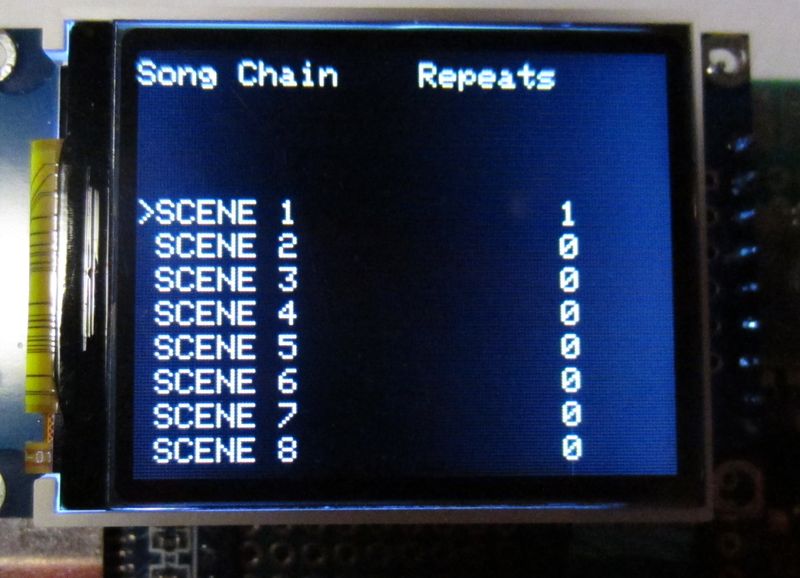 Song Chain Repeats
>SCENE 1 1
SCENE 2 0
SCENE 3 0
SCENE 4 0
SCENE 5 0
SCENE 6 0
SCENE 7 0
SCENE 8 0
-01